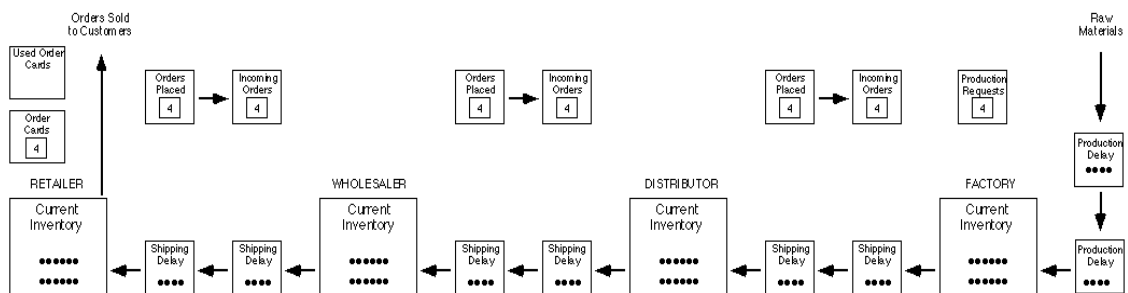 Orders Sold
to Customers
Raw
Materials
Used Order
Cards
Orders
Placed
4
Incoming
Orders
4
Orders
Placed
4
Incoming
Orders
4
Orders
Placed
4
Incoming
Orders
4
Production
Requests
4
Order
Cards
4
Production
Delay
RETAILER
WHOLESALER
DISTRIBUTOR
FACTORY
Current
Inventory
Shipping
Delay
Shipping
Delay
Current
Inventory
Shipping
Delay
Shipping
Delay
Current
Inventory
Shipping
Delay
Shipping
Delay
Current
Inventory
Production
Delay